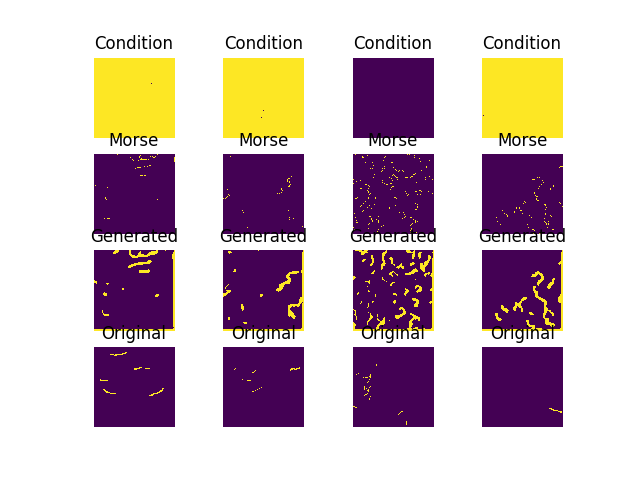 Condition Condition Condition Condition
Morse Morse Morse Morse
Generated Generated Generated Generated
Original Original Original Original